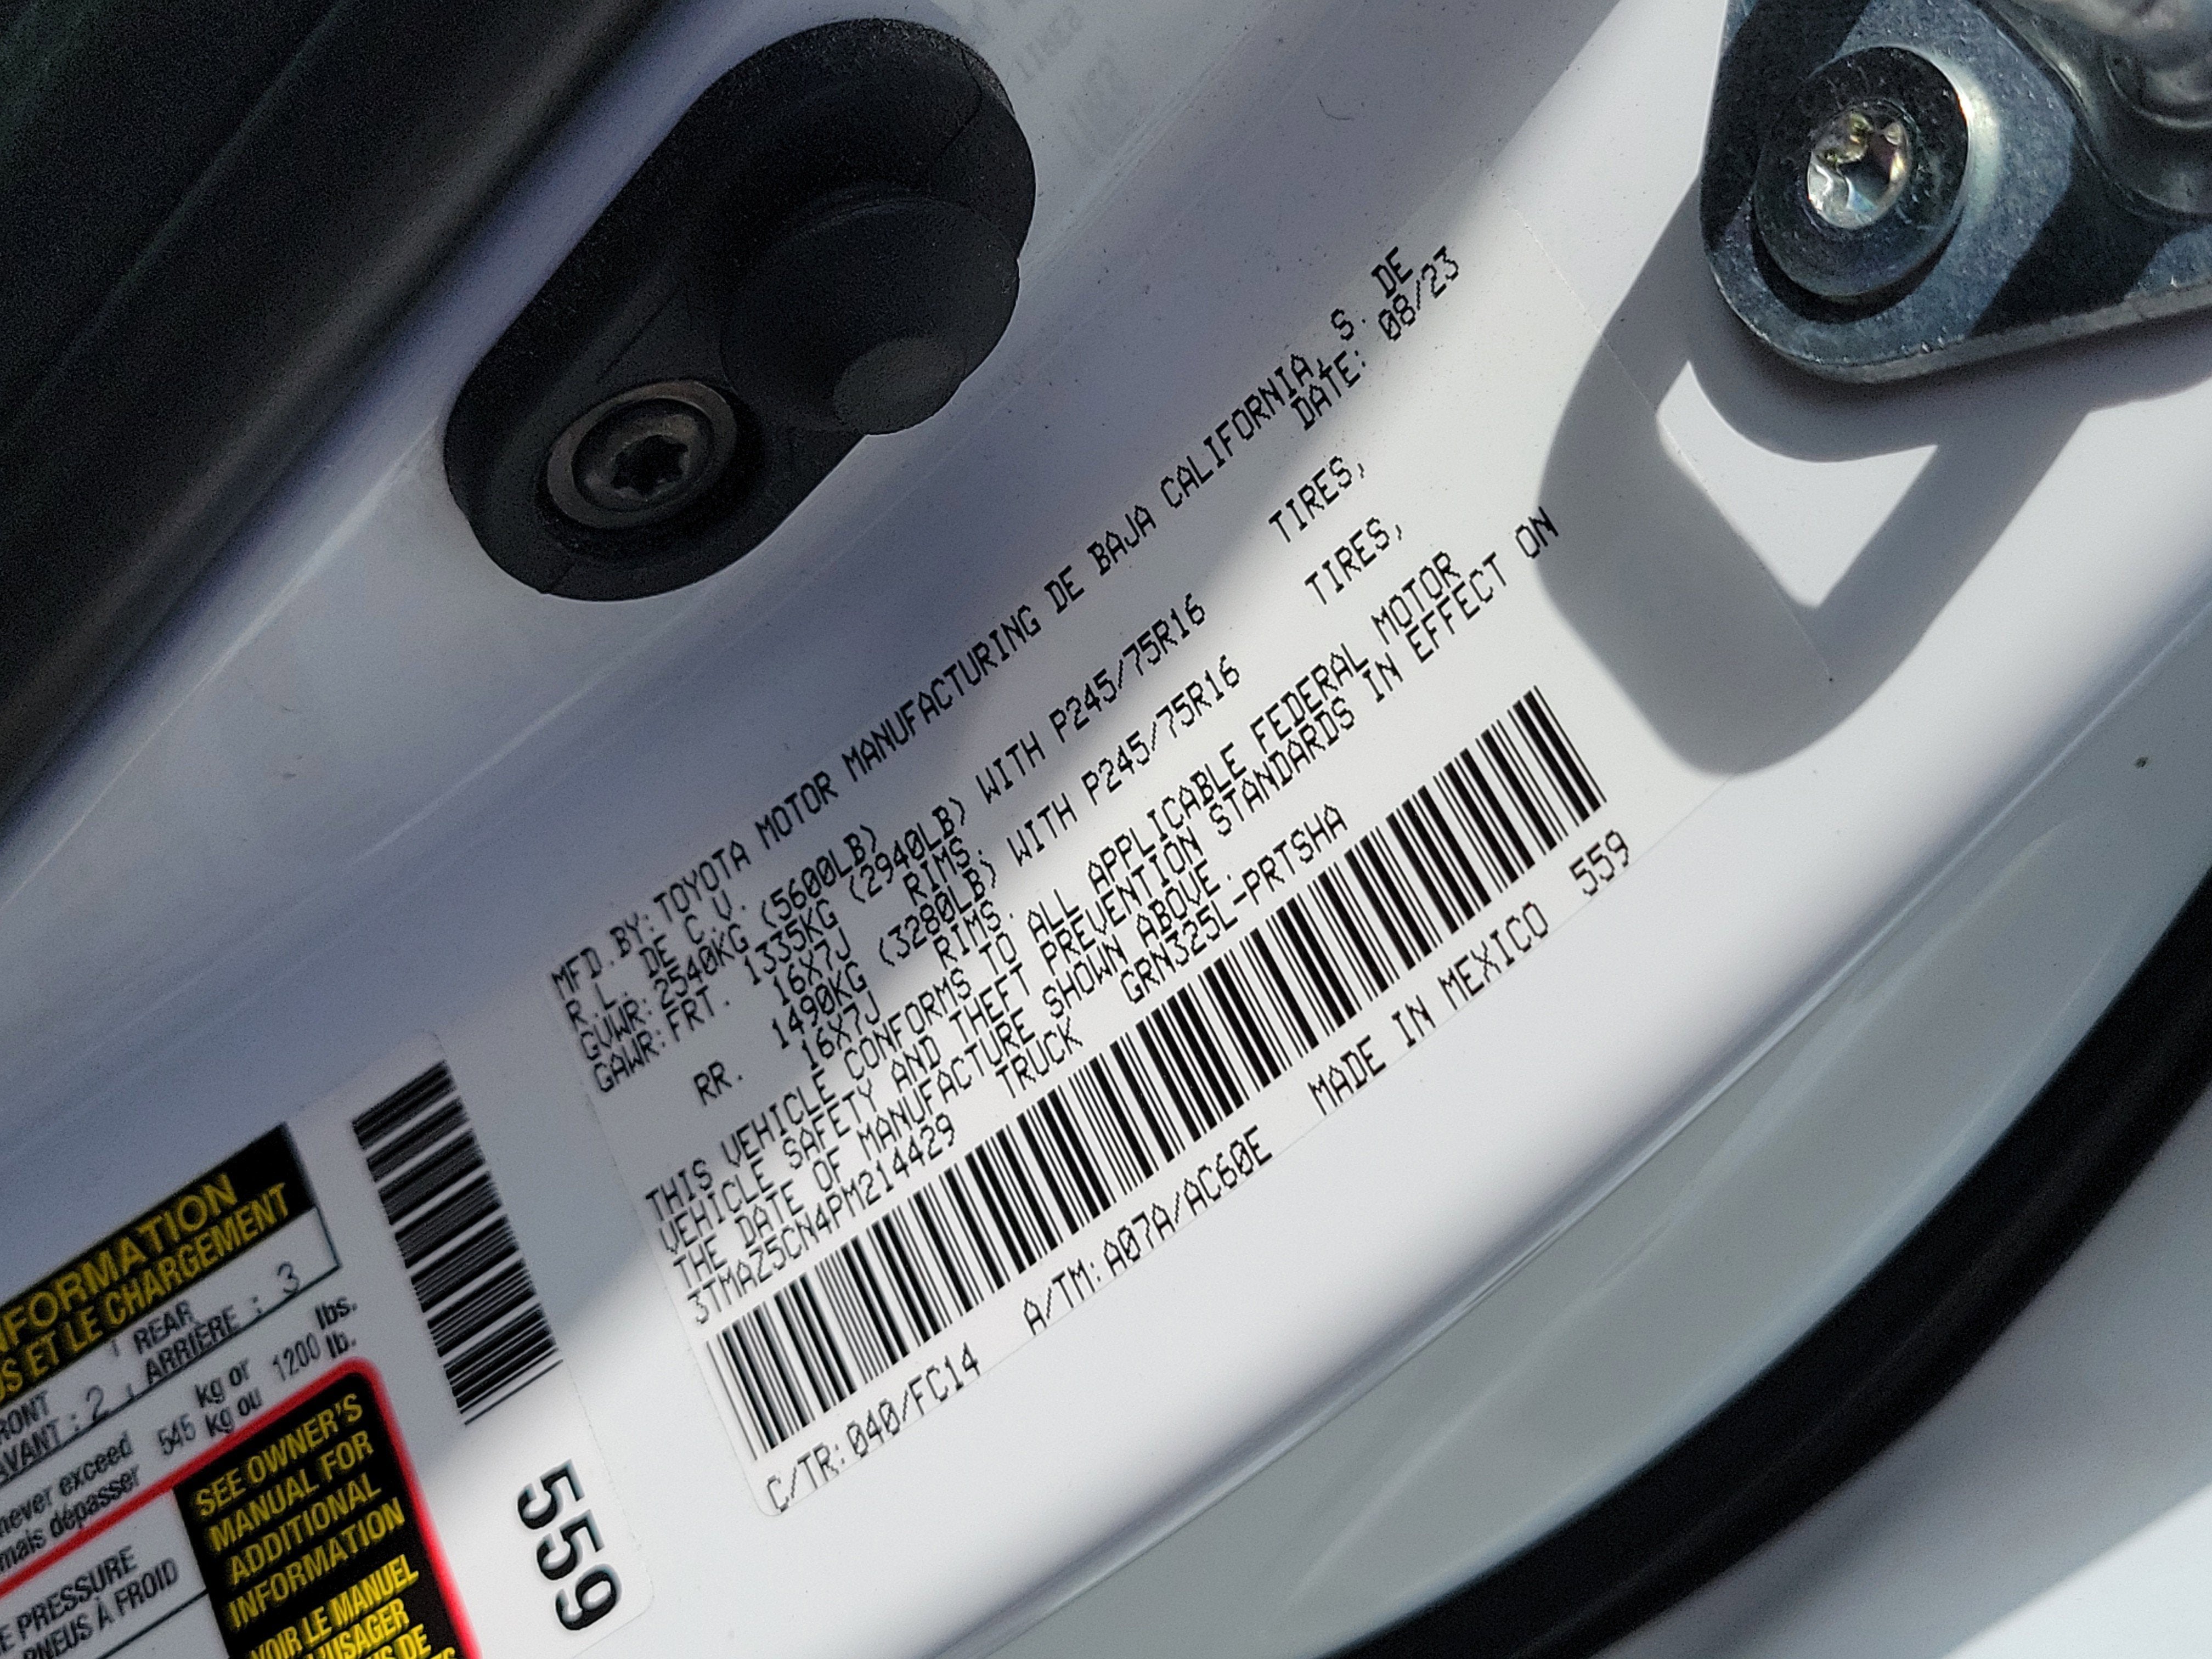 MFD.BY:TOYOTA MOTOR MANUFACTURING DE BAJA CALIFORNIA, S. DE
R.L. DE C.V. DATE: 08/23
GVWR:2540KG (5600LB)
GAWR:FRT. 1335KG (2940LB) WITH P245/75R16 TIRES,
16X7J RIMS.
RR. 1490KG (3280LB) WITH P245/75R16 TIRES,
16X7J RIMS.
THIS VEHICLE CONFORMS TO ALL APPLICABLE FEDERAL MOTOR
VEHICLE SAFETY AND THEFT PREVENTION STANDARDS IN EFFECT ON
THE DATE OF MANUFACTURE SHOWN ABOVE.
3TMAZ5CN4PM214429 TRUCK GRN325L-PRTSHA
C/TR:040/FC14 A/TM:A07A/AC60E MADE IN MEXICO 559
559
ET LE CHARGEMENT
REAR
AVANT : 2 ARRIÈRE : 3
never exceed 545 kg or 1200 lbs.
dépasser kg ou lb.
PRESSURE
PNEUS À FROID
SEE OWNER'S
MANUAL FOR
ADDITIONAL
INFORMATION
VOIR LE MANUEL